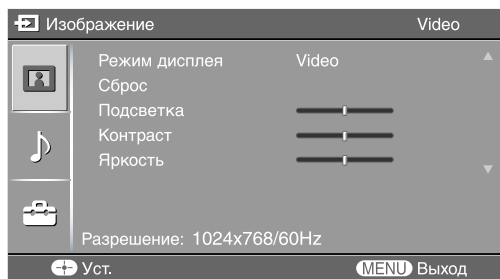 Изображение Video
Режим дисплея Video
Сброс
Подсветка
Контраст
Яркость
Разрешение: 1024x768/60Hz
Уст. MENU Выход